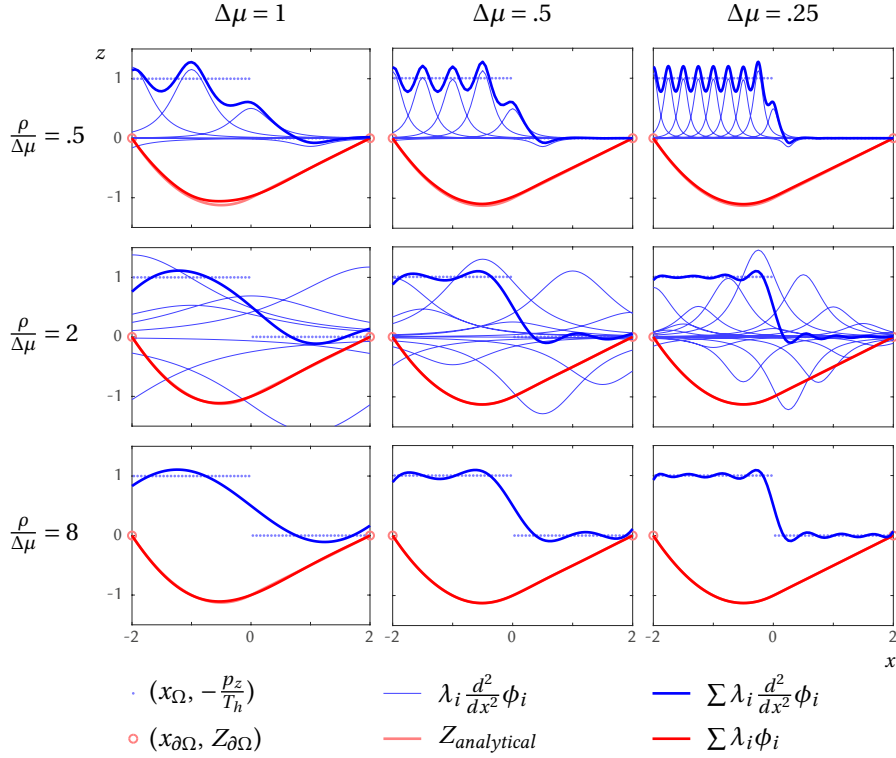 Δμ = 1 Δμ = .5 Δμ = .25
z
1
0
-1
ρ/Δμ = .5
1
0
-1
ρ/Δμ = 2
1
0
-1
ρ/Δμ = 8
-2 0 2 -2 0 2 -2 0 2
x
(x_Ω, −p_z/T_h) λ_i d²/dx² ϕ_i ∑ λ_i d²/dx² ϕ_i
(x_∂Ω, Z_∂Ω) Z_analytical ∑ λ_i ϕ_i